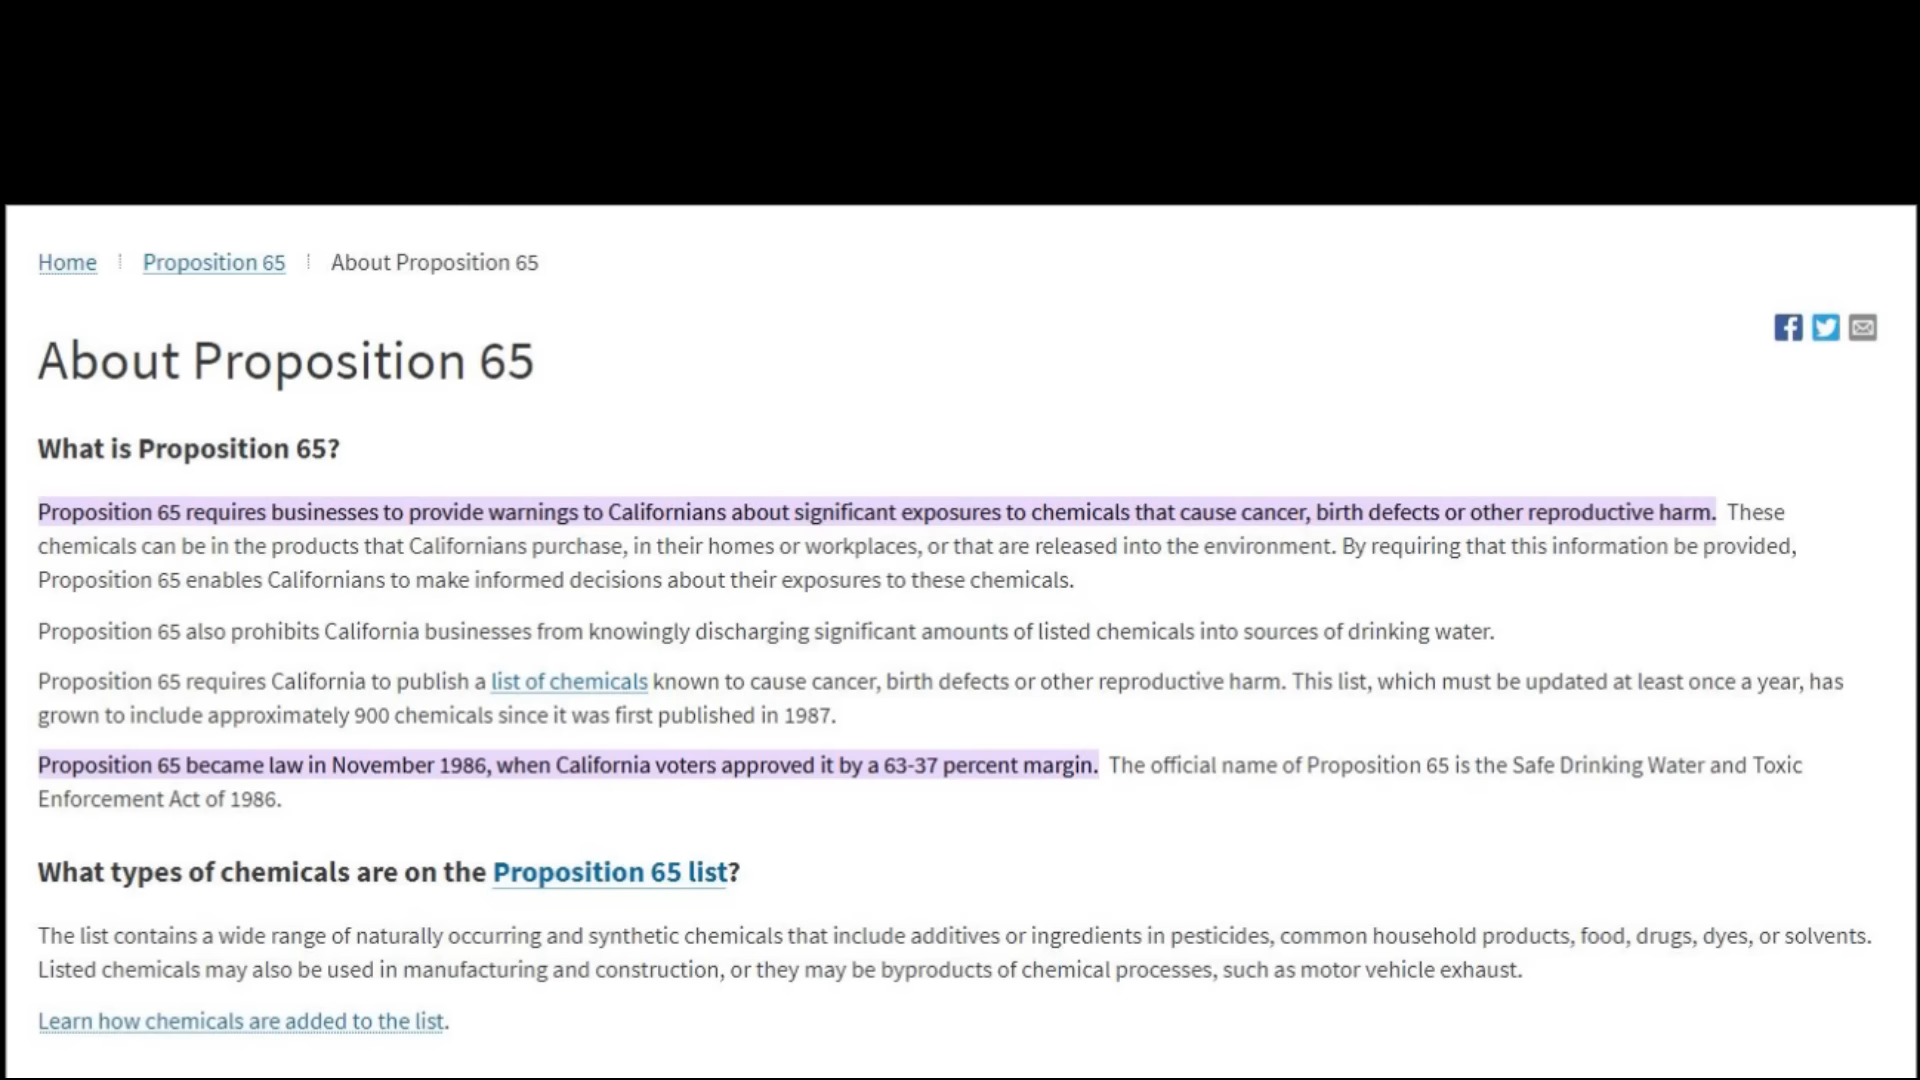 Home Proposition 65 About Proposition 65
About Proposition 65
What is Proposition 65?
Proposition 65 requires businesses to provide warnings to Californians about significant exposures to chemicals that cause cancer, birth defects or other reproductive harm. These
chemicals can be in the products that Californians purchase, in their homes or workplaces, or that are released into the environment. By requiring that this information be provided,
Proposition 65 enables Californians to make informed decisions about their exposures to these chemicals.
Proposition 65 also prohibits California businesses from knowingly discharging significant amounts of listed chemicals into sources of drinking water.
Proposition 65 requires California to publish a list of chemicals known to cause cancer, birth defects or other reproductive harm. This list, which must be updated at least once a year, has
grown to include approximately 900 chemicals since it was first published in 1987.
Proposition 65 became law in November 1986, when California voters approved it by a 63-37 percent margin. The official name of Proposition 65 is the Safe Drinking Water and Toxic
Enforcement Act of 1986.
What types of chemicals are on the Proposition 65 list?
The list contains a wide range of naturally occurring and synthetic chemicals that include additives or ingredients in pesticides, common household products, food, drugs, dyes, or solvents.
Listed chemicals may also be used in manufacturing and construction, or they may be byproducts of chemical processes, such as motor vehicle exhaust.
Learn how chemicals are added to the list.